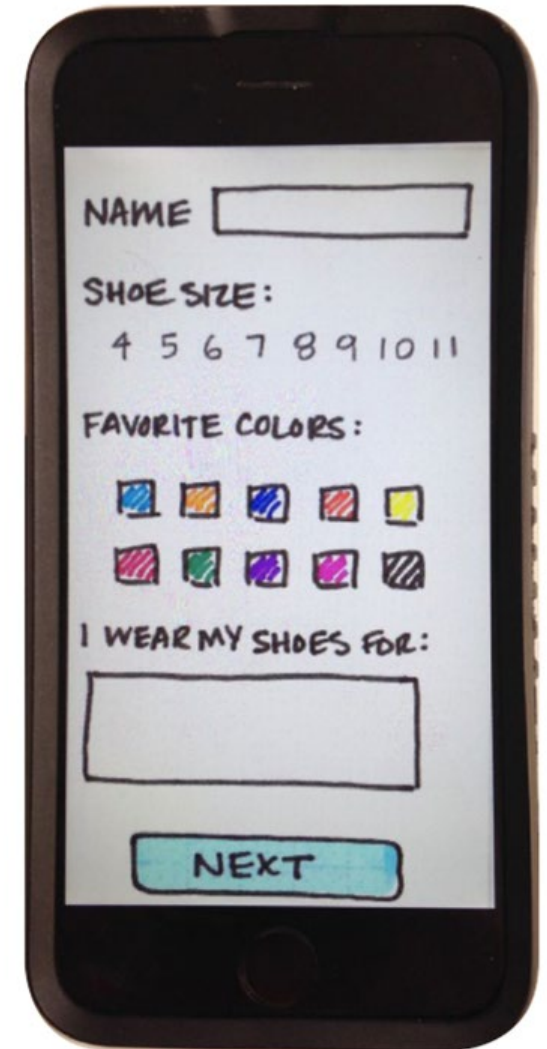 NAME
SHOE SIZE:
4 5 6 7 8 9 10 11
FAVORITE COLORS:
I WEAR MY SHOES FOR:
NEXT